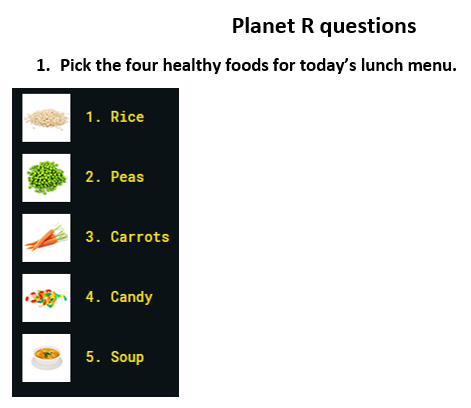 Planet R questions
1. Pick the four healthy foods for today's lunch menu.
1. Rice
2. Peas
3. Carrots
4. Candy
5. Soup